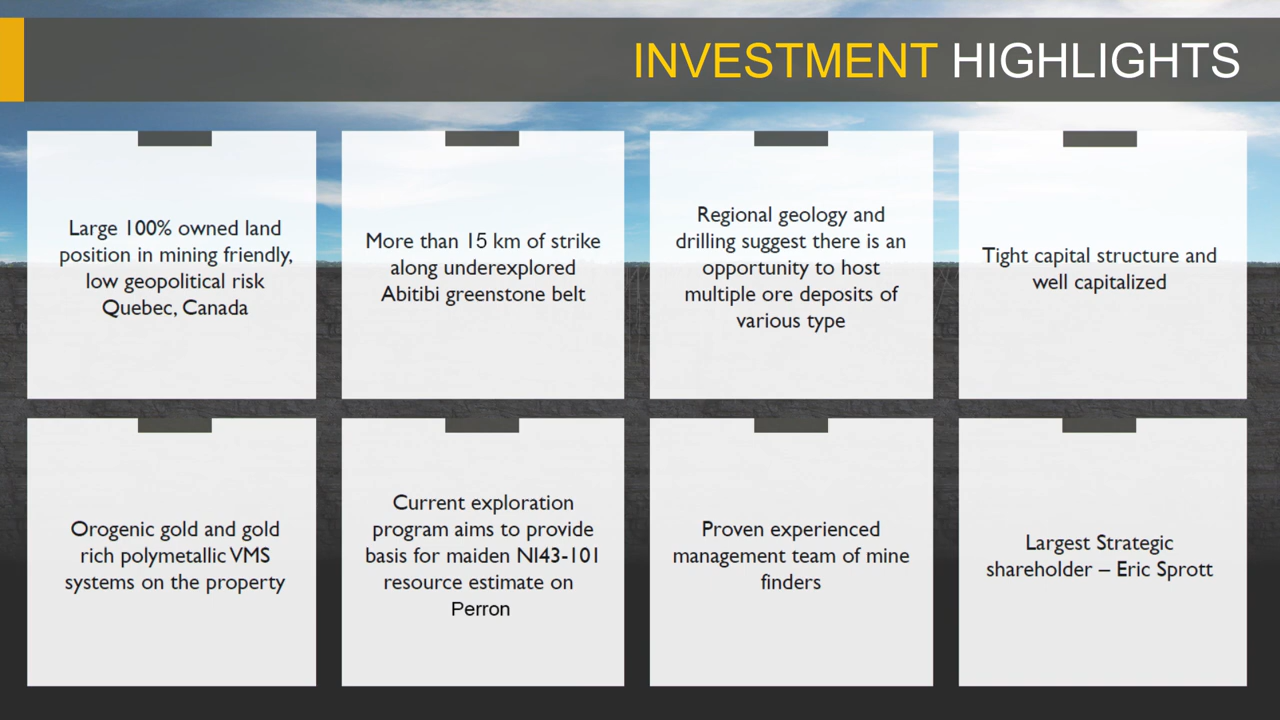 INVESTMENT HIGHLIGHTS
Large 100% owned land
position in mining friendly,
low geopolitical risk
Quebec, Canada
More than 15 km of strike
along underexplored
Abitibi greenstone belt
Regional geology and
drilling suggest there is an
opportunity to host
multiple ore deposits of
various type
Tight capital structure and
well capitalized
Orogenic gold and gold
rich polymetallic VMS
systems on the property
Current exploration
program aims to provide
basis for maiden NI43-101
resource estimate on
Perron
Proven experienced
management team of mine
finders
Largest Strategic
shareholder – Eric Sprott